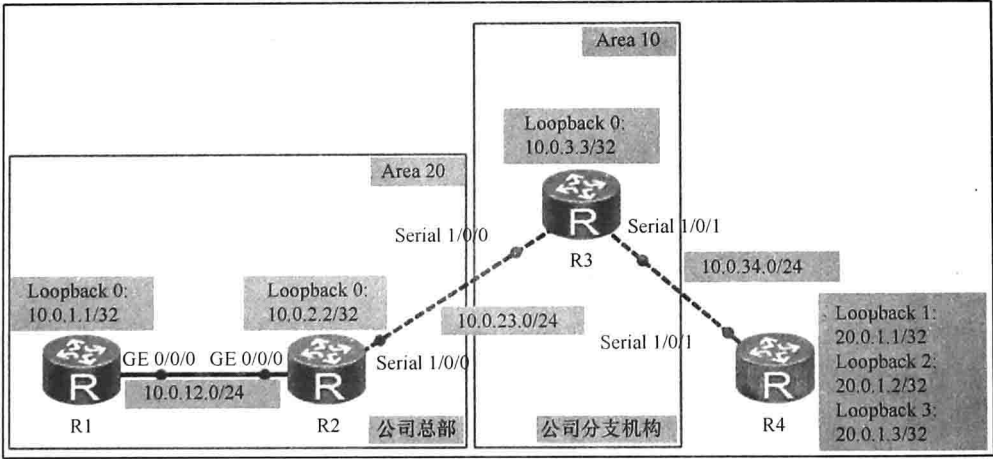 Area 10
Loopback 0:
10.0.3.3/32
Area 20
Serial 1/0/0
R
R3
Serial 1/0/1
10.0.34.0/24
Loopback 0:
10.0.1.1/32
Loopback 0:
10.0.2.2/32
10.0.23.0/24
Serial 1/0/1
Loopback 1:
20.0.1.1/32
Loopback 2:
20.0.1.2/32
Loopback 3:
20.0.1.3/32
R
GE 0/0/0
GE 0/0/0
R
Serial 1/0/0
R
10.0.12.0/24
R1
R2
公司总部
公司分支机构
R4